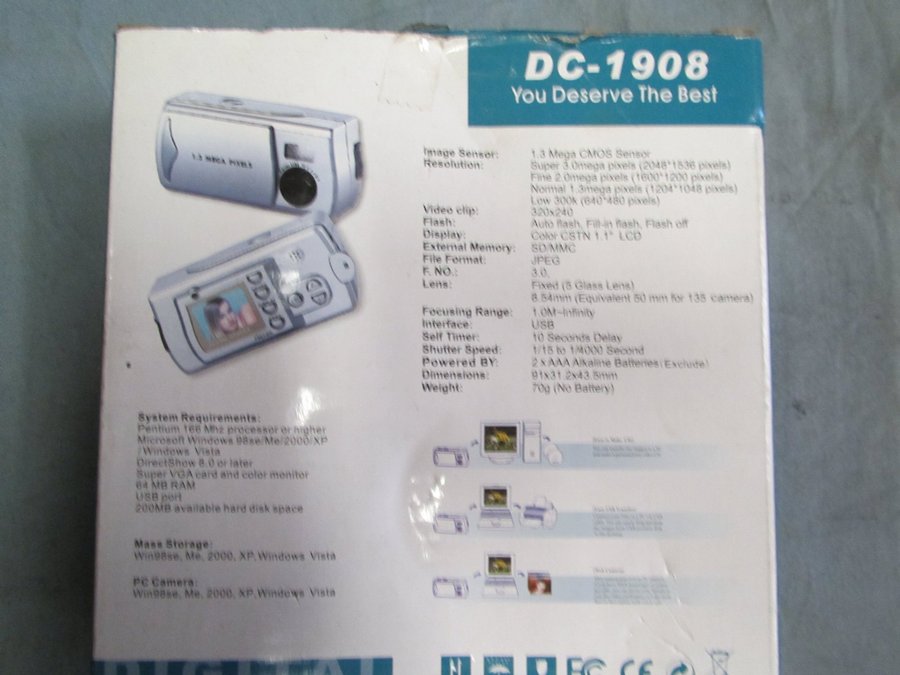 DC-1908
You Deserve The Best
1.3 MEGA PIXELS
Image Sensor: 1.3 Mega CMOS Sensor
Resolution: Super 3.0mega pixels (2048*1536 pixels)
Fine 2.0mega pixels (1600*1200 pixels)
Normal 1.3mega pixels (1204*1048 pixels)
Low 300k (640*480 pixels)
Video clip: 320x240
Flash: Auto flash, Fill-in flash, Flash off
Display: Color CSTN 1.1" LCD
External Memory: SD/MMC
File Format: JPEG
F. NO.: 3.0.
Lens: Fixed (5 Glass Lens)
8.54mm (Equivalent 50 mm for 135 camera)
Focusing Range: 1.0M~Infinity
Interface: USB
Self Timer: 10 Seconds Delay
Shutter Speed: 1/15 to 1/4000 Second
Powered BY: 2 x AAA Alkaline Batteries(Exclude)
Dimensions: 91x31.2x43.5mm
Weight: 70g (No Battery)
System Requirements:
Pentium 166 Mhz processor or higher
Microsoft Windows 98se/Me/2000/XP
/Windows Vista
DirectShow 8.0 or later
Super VGA card and color monitor
64 MB RAM
USB port
200MB available hard disk space
Mass Storage:
Win98se, Me, 2000, XP,Windows Vista
PC Camera:
Win98se, Me, 2000, XP,Windows Vista
DIGITAL
FC CE